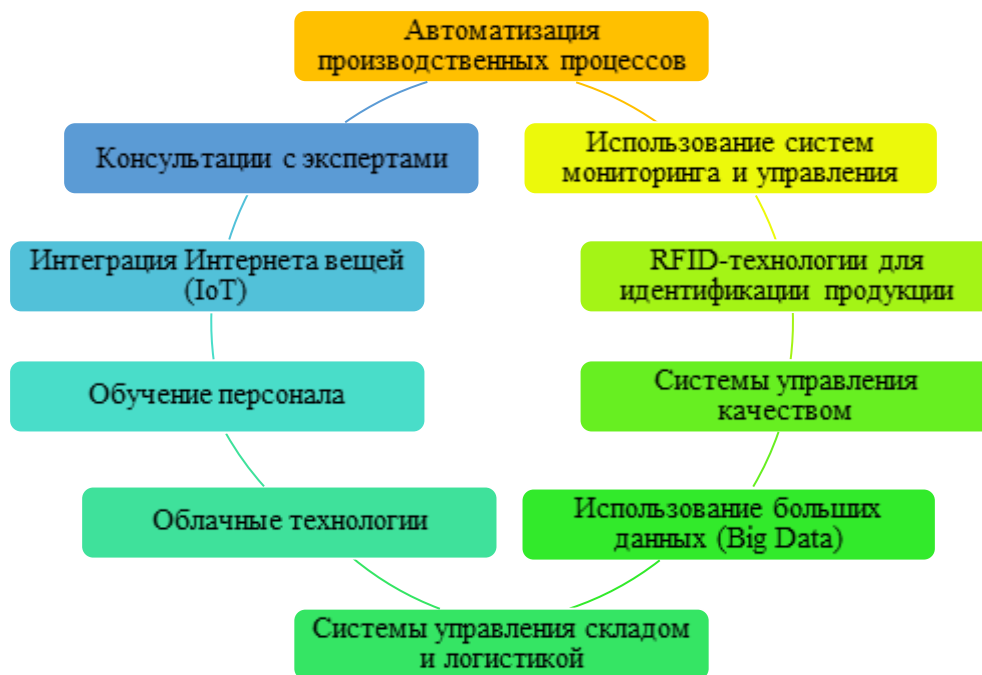 Автоматизация
производственных процессов
Консультации с экспертами
Использование систем
мониторинга и управления
Интеграция Интернета вещей
(IoT)
RFID-технологии для
идентификации продукции
Обучение персонала
Системы управления
качеством
Облачные технологии
Использование больших
данных (Big Data)
Системы управления складом
и логистикой